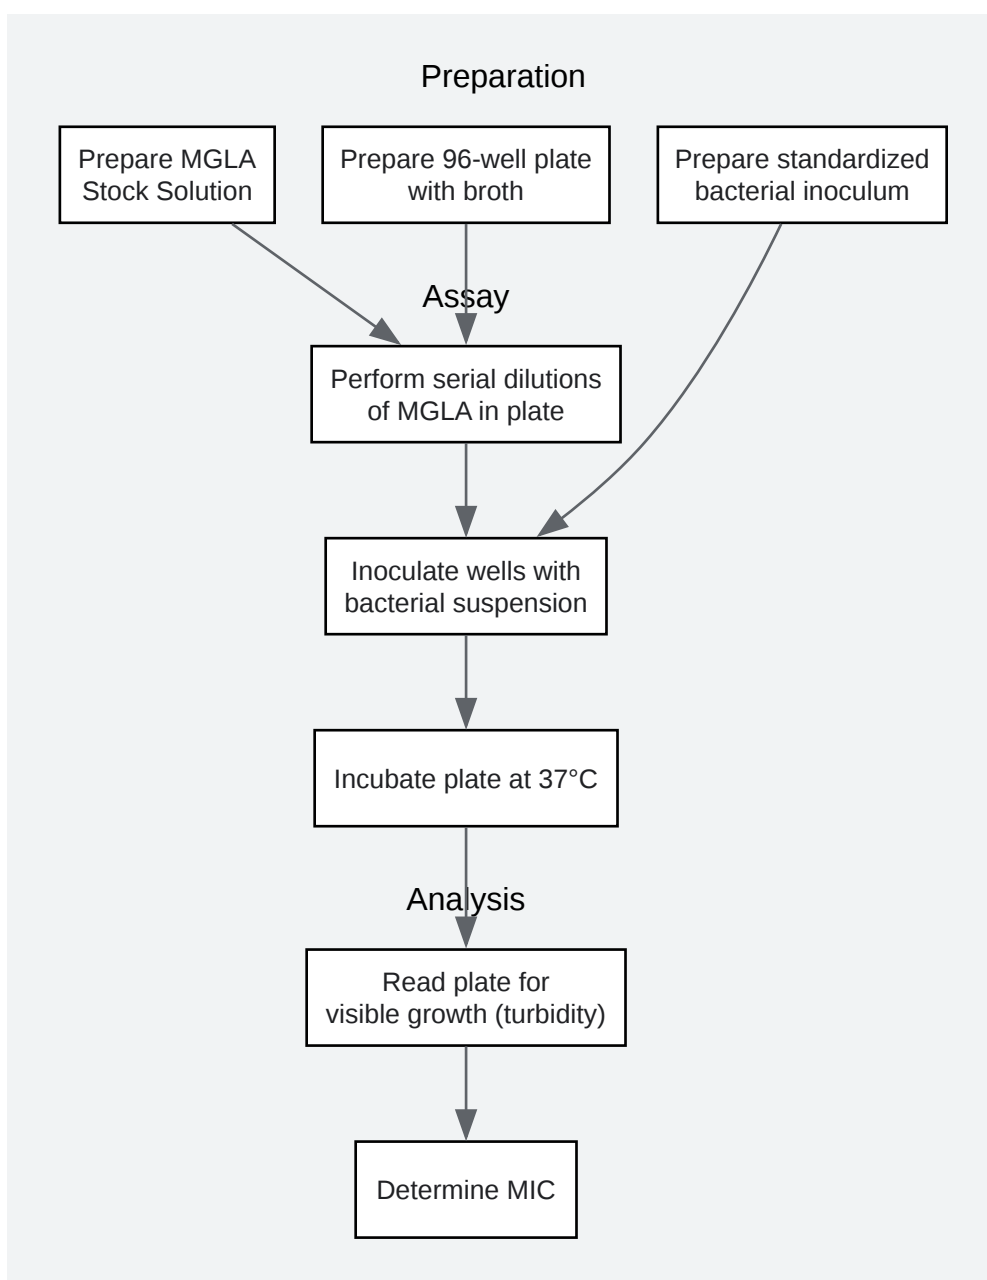 Preparation
Prepare MGLA
Stock Solution
Prepare 96-well plate
with broth
Prepare standardized
bacterial inoculum
Assay
Perform serial dilutions
of MGLA in plate
Inoculate wells with
bacterial suspension
Incubate plate at 37°C
Analysis
Read plate for
visible growth (turbidity)
Determine MIC